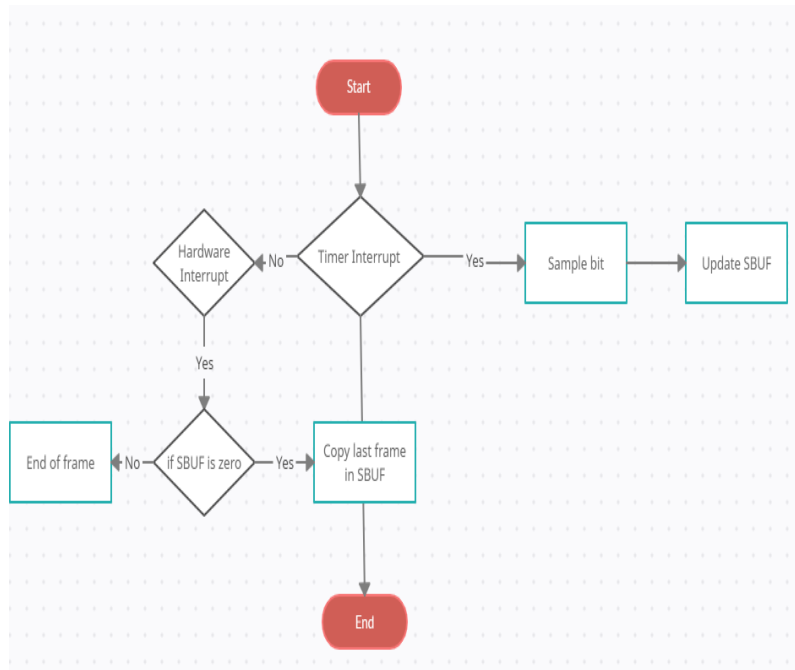 Start
Hardware
Interrupt
No
Timer Interrupt
Yes
Sample bit
Update SBUF
Yes
End of frame
No
if SBUF is zero
Yes
Copy last frame
in SBUF
End